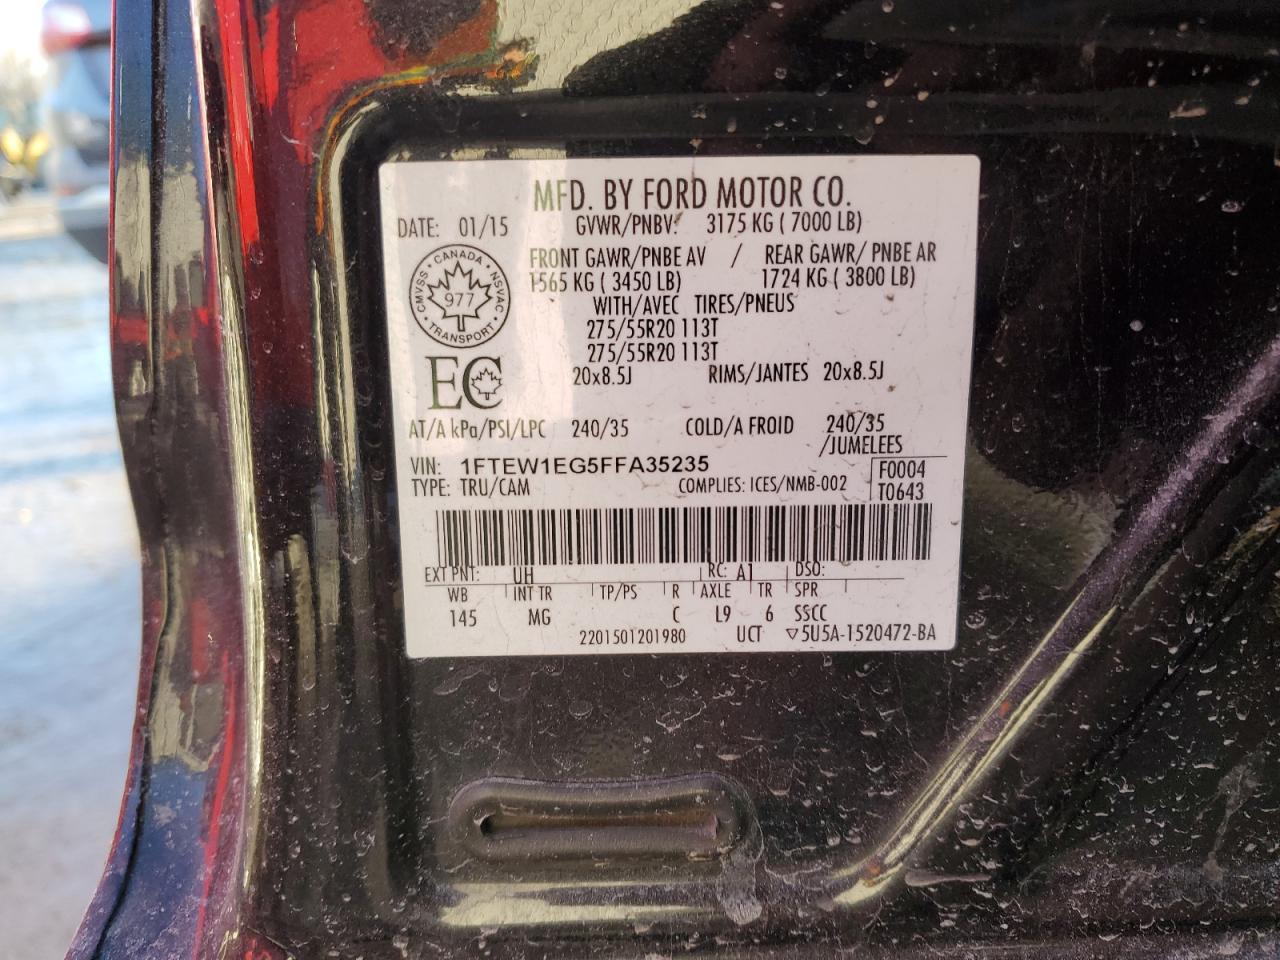 MFD. BY FORD MOTOR CO.
DATE: 01/15 GVWR/PNBV: 3175 KG ( 7000 LB)
FRONT GAWR/PNBE AV / REAR GAWR/ PNBE AR
1565 KG ( 3450 LB) 1724 KG ( 3800 LB)
WITH/AVEC TIRES/PNEUS
275/55R20 113T
275/55R20 113T
20x8.5J RIMS/JANTES 20x8.5J
CANADA
CMVSS NSVAC
977
TRANSPORT
EC
AT/A kPa/PSI/LPC 240/35 COLD/A FROID 240/35
/JUMELEES
VIN: 1FTEW1EG5FFA35235
TYPE: TRU/CAM COMPLIES: ICES/NMB-002
F0004
T0643
EXT PNT: UH RC: A1 DSO:
WB INT TR TP/PS R AXLE TR SPR
145 MG C L9 6 SSCC
2201501201980 UCT ▽5U5A-1520472-BA